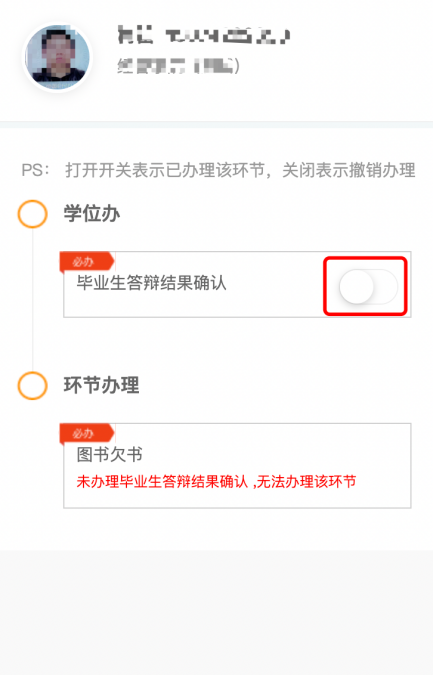 PS： 打开开关表示已办理该环节，关闭表示撤销办理
学位办
必办
毕业生答辩结果确认
环节办理
必办
图书欠书
未办理毕业生答辩结果确认 ,无法办理该环节